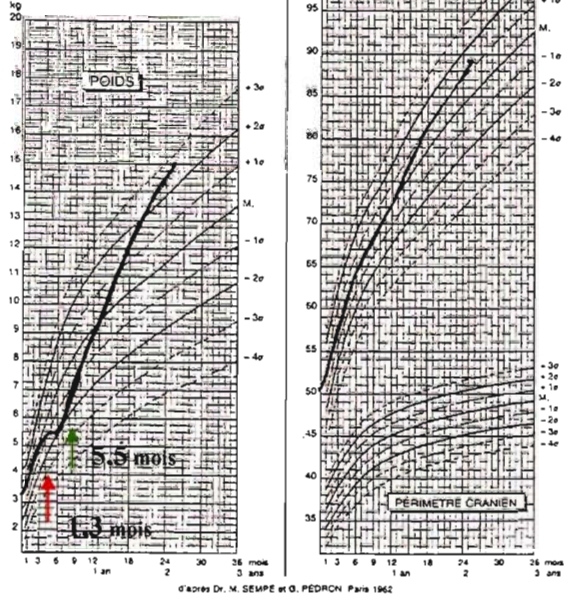 kg
20
19
18
17
16
15
14
13
12
11
10
9
8
7
6
5
4
3
2
POIDS
+ 3σ
+ 2σ
+ 1σ
M.
- 1σ
- 2σ
- 3σ
- 4σ
5.5 mois
1.3 mois
1 3 6 9 12 18 24 30 36 mois
1 an 2 3 ans
95
90
85
80
75
70
65
60
55
50
45
40
35
M.
- 1σ
- 2σ
- 3σ
- 4σ
+ 3σ
+ 2σ
+ 1σ
M.
- 1σ
- 2σ
- 3σ
- 4σ
PÉRIMETRE CRANIEN
1 3 6 9 12 18 24 30 36 mois
1 an 2 3 ans
d'après Dr. M. SEMPE et G. PÉDRON Paris 1962